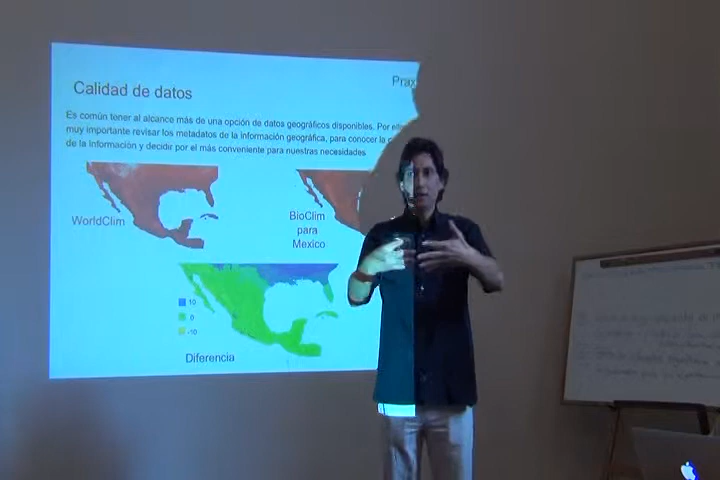 Prax
Calidad de datos
Es común tener al alcance más de una opción de datos geográficos disponibles. Por
muy importante revisar los metadatos de la información geográfica, para conocer la
de la información y decidir por el más conveniente para nuestras necesidades
WorldClim
BioClim
para
Mexico
10
0
-10
Diferencia